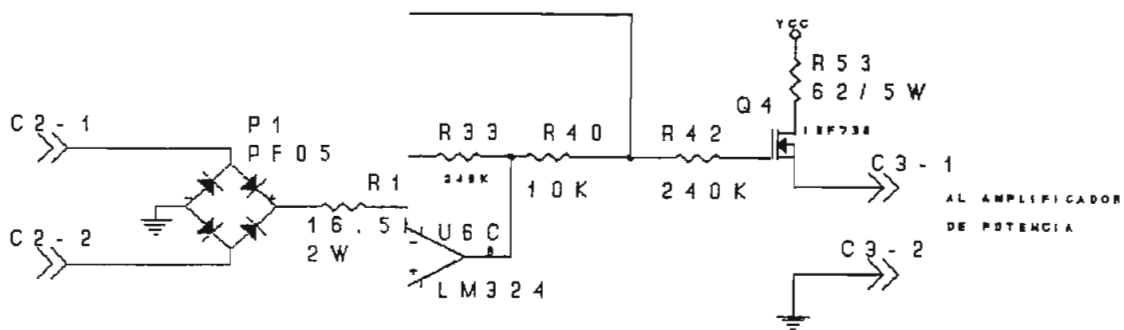 VCC
R53
62/5W
Q4
C2-1
P1
PF05
R33
R40
R42
C3-1
R1
10K
240K
AL AMPLIFICADOR
DE POTENCIA
16.5
2W
C2-2
U6C
8
LM324
C3-2